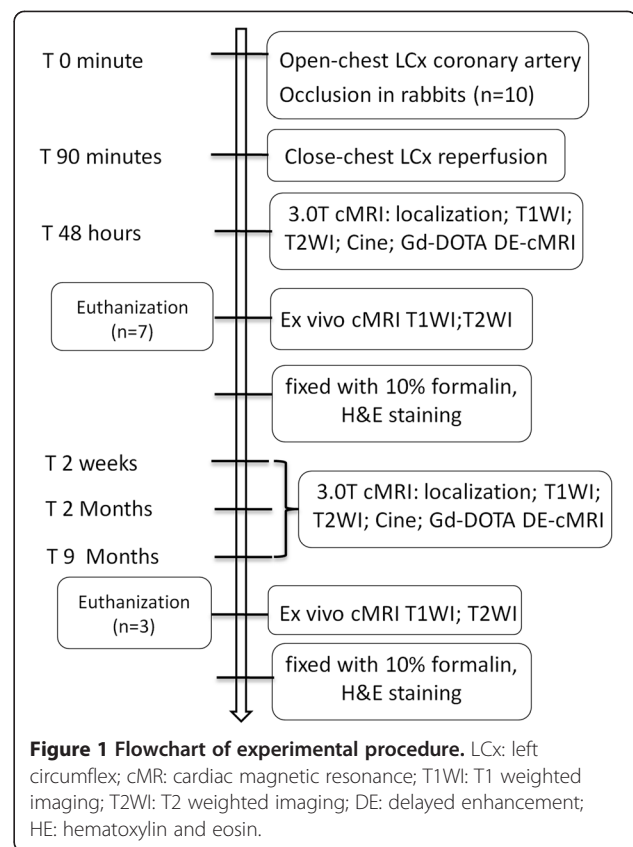 T 0 minute
Open-chest LCx coronary artery
Occlusion in rabbits (n=10)
T 90 minutes
Close-chest LCx reperfusion
T 48 hours
3.0T cMRI: localization; T1WI;
T2WI; Cine; Gd-DOTA DE-cMRI
Euthanization
(n=7)
Ex vivo cMRI T1WI;T2WI
fixed with 10% formalin,
H&E staining
T 2 weeks
T 2 Months
T 9 Months
3.0T cMRI: localization; T1WI;
T2WI; Cine; Gd-DOTA DE-cMRI
Euthanization
(n=3)
Ex vivo cMRI T1WI; T2WI
fixed with 10% formalin,
H&E staining
Figure 1 Flowchart of experimental procedure. LCx: left
circumflex; cMR: cardiac magnetic resonance; T1WI: T1 weighted
imaging; T2WI: T2 weighted imaging; DE: delayed enhancement;
HE: hematoxylin and eosin.